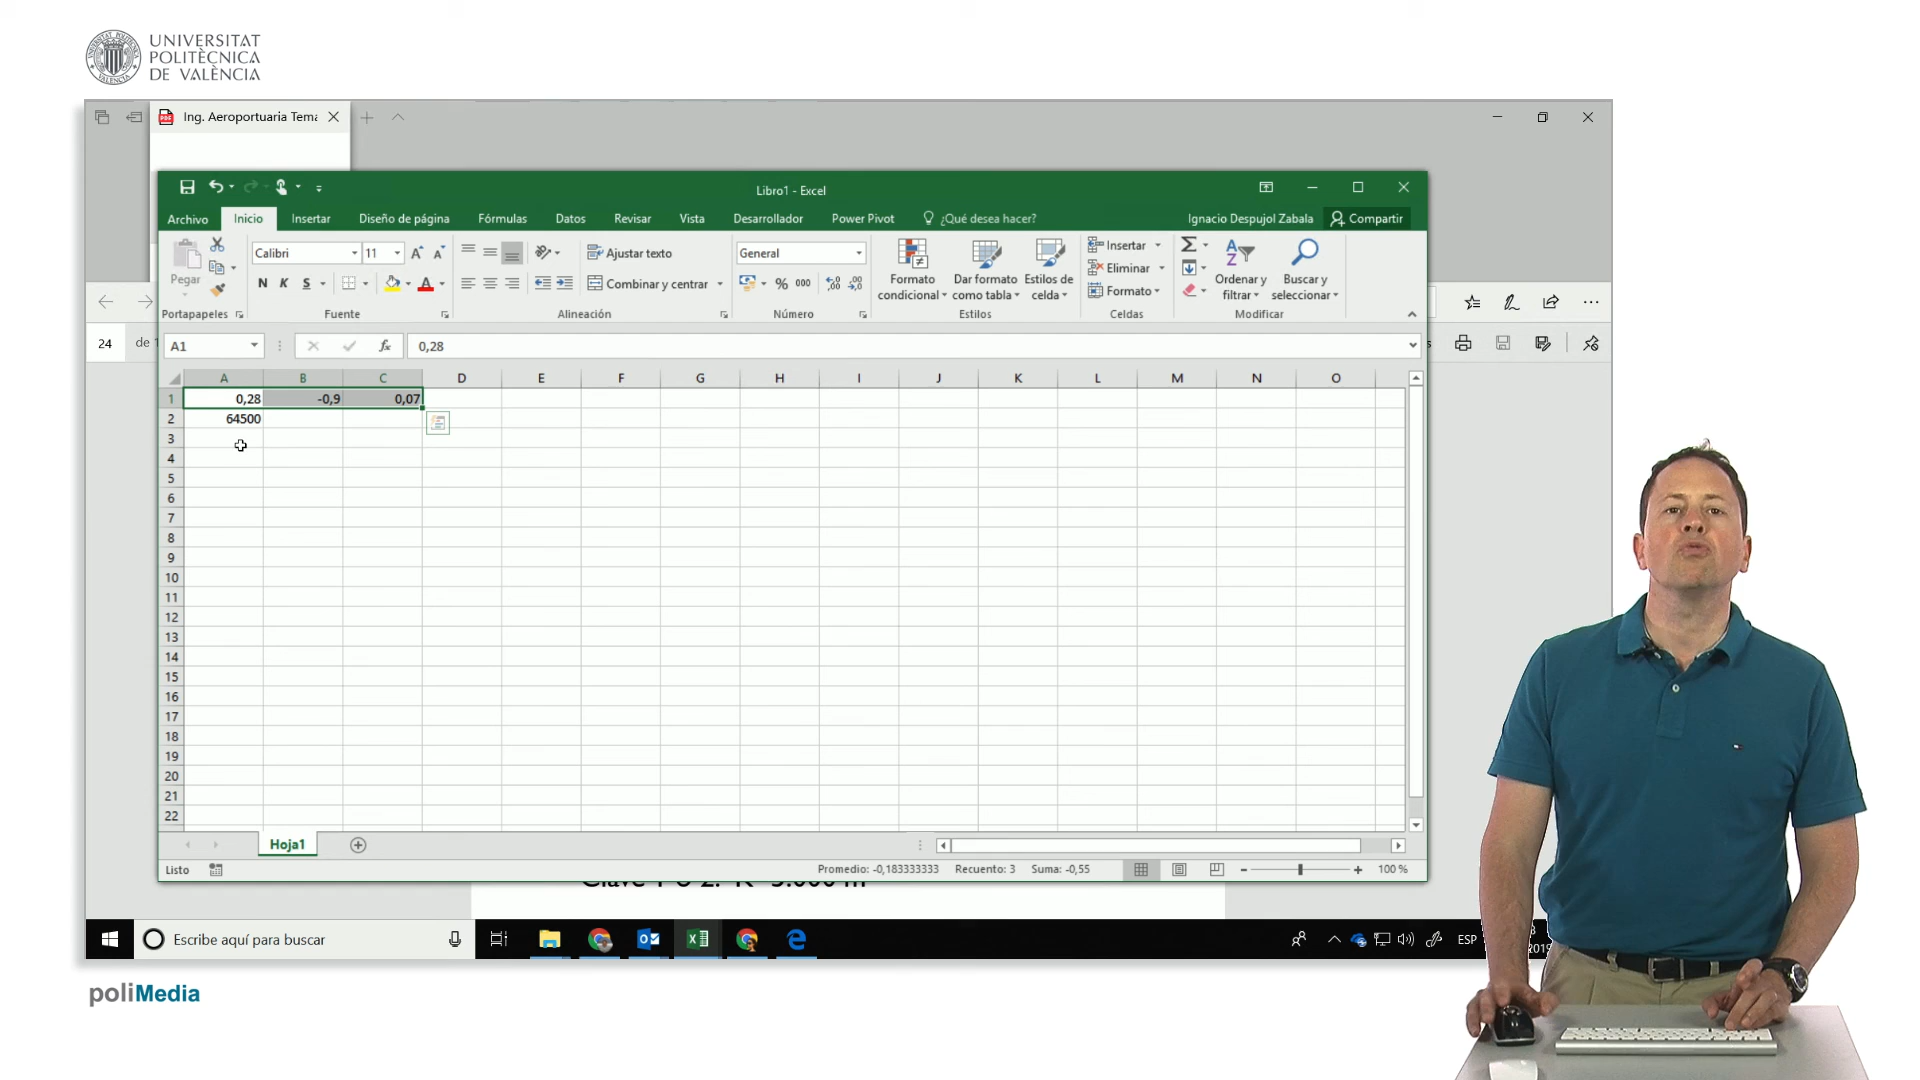 UNIVERSITAT
POLITÈCNICA
DE VALÈNCIA
Ing. Aeroportuaria Tema
Libro1 - Excel
Archivo Inicio Insertar Diseño de página Fórmulas Datos Revisar Vista Desarrollador Power Pivot ¿Qué desea hacer? Ignacio Despujol Zabala Compartir
Pegar
Calibri 11
N K S
Ajustar texto
Combinar y centrar
General
% 000
Formato condicional
Dar formato como tabla
Estilos de celda
Insertar
Eliminar
Formato
Ordenar y filtrar
Buscar y seleccionar
Portapapeles Fuente Alineación Número Estilos Celdas Modificar
24 de 1
A1 fx 0,28
A B C D E F G H I J K L M N O
1 0,28 -0,9 0,07
2 64500
3
4
5
6
7
8
9
10
11
12
13
14
15
16
17
18
19
20
21
22
Hoja1
Listo Promedio: -0,183333333 Recuento: 3 Suma: -0,55 100 %
Escribe aquí para buscar
ESP
2019
poliMedia